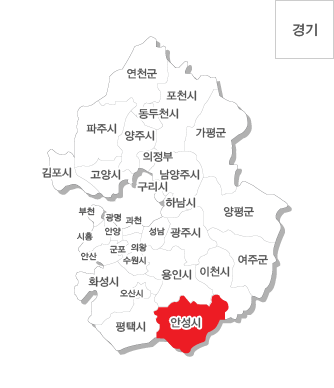 경기
연천군
포천시
동두천시
파주시
양주시
가평군
의정부
김포시
고양시
남양주시
구리시
하남시
부천
광명
과천
양평군
시흥
안양
성남
광주시
군포
의왕
안산
수원시
여주군
이천시
용인시
화성시
오산시
평택시
안성시